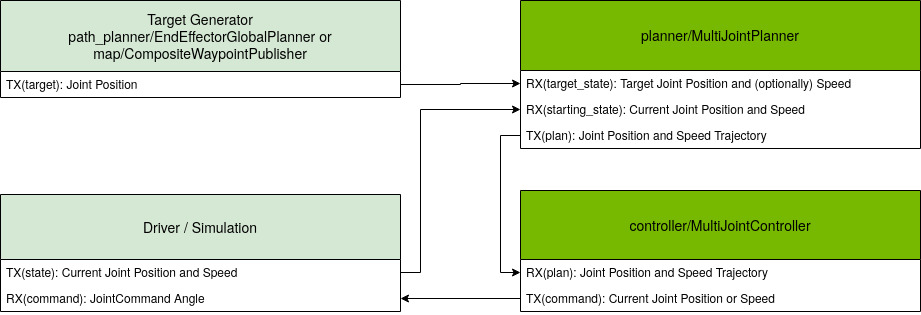 Target Generator
path_planner/EndEffectorGlobalPlanner or
map/CompositeWaypointPublisher
TX(target): Joint Position
planner/MultiJointPlanner
RX(target_state): Target Joint Position and (optionally) Speed
RX(starting_state): Current Joint Position and Speed
TX(plan): Joint Position and Speed Trajectory
Driver / Simulation
TX(state): Current Joint Position and Speed
RX(command): JointCommand Angle
controller/MultiJointController
RX(plan): Joint Position and Speed Trajectory
TX(command): Current Joint Position or Speed